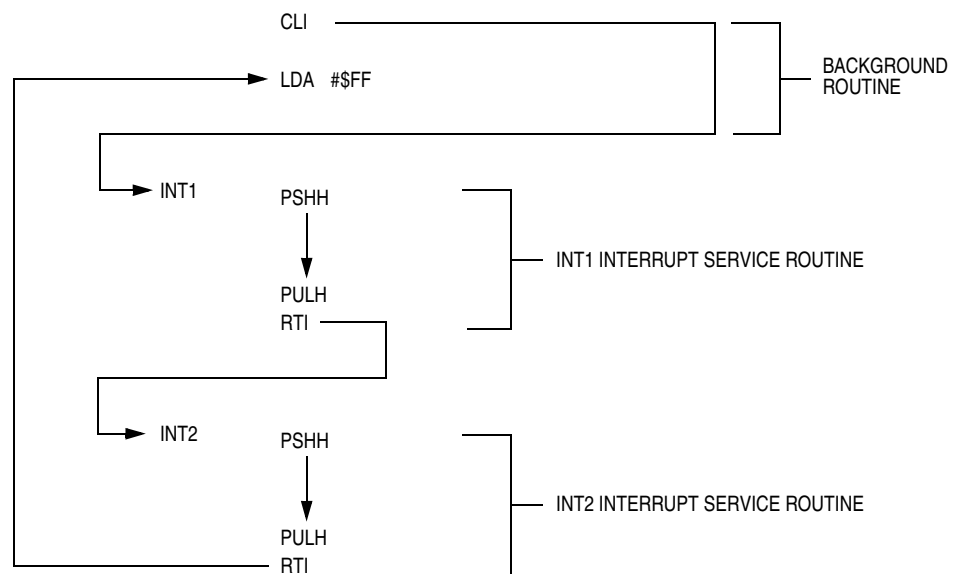 CLI
LDA #$FF
BACKGROUND
ROUTINE
INT1
PSHH
INT1 INTERRUPT SERVICE ROUTINE
PULH
RTI
INT2
PSHH
INT2 INTERRUPT SERVICE ROUTINE
PULH
RTI